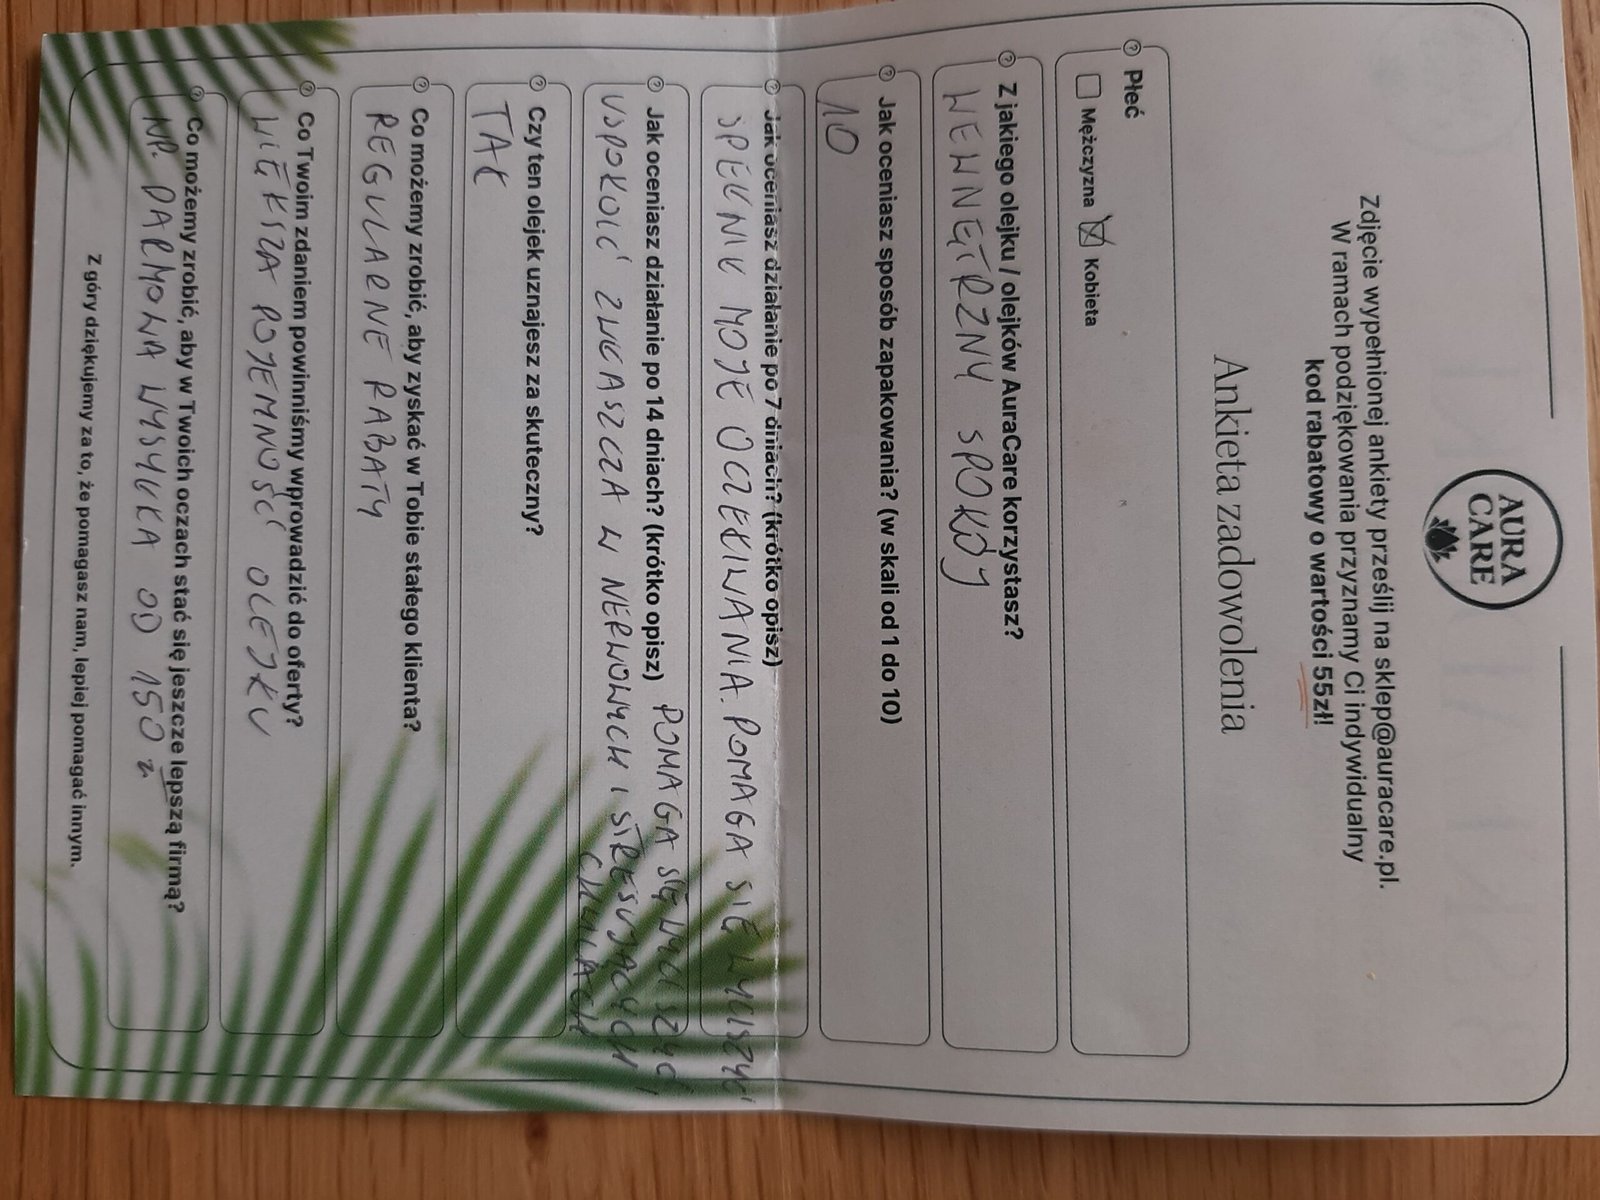 AURA
CARE
Zdjęcie wypełnionej ankiety prześlij na sklep@auracare.pl.
W ramach podziękowania przyznamy Ci indywidualny
kod rabatowy o wartości 55zł!
Ankieta zadowolenia
Płeć
Mężczyzna Kobieta
Z jakiego olejku / olejków AuraCare korzystasz?
WEWNĘTRZNY SPOKÓJ
Jak oceniasz sposób zapakowania? (w skali od 1 do 10)
10
Jak oceniasz działanie po 7 dniach? (krótko opisz)
SPEŁNIŁ MOJE OCZEKIWANIA. POMAGA SIĘ WYCISZYĆ
Jak oceniasz działanie po 14 dniach? (krótko opisz) POMAGA SIĘ WYCISZYĆ,
USPOKOIĆ ZWŁASZCZA W NERWOWYCH I STRESUJĄCYCH
CHWILACH
Czy ten olejek uznajesz za skuteczny?
TAK
Co możemy zrobić, aby zyskać w Tobie stałego klienta?
REGULARNE RABATY
Co Twoim zdaniem powinniśmy wprowadzić do oferty?
WIĘKSZA POJEMNOŚĆ OLEJKU
Co możemy zrobić, aby w Twoich oczach stać się jeszcze lepszą firmą?
NP. DARMOWA WYSYŁKA OD 150 zł
Z góry dziękujemy za to, że pomagasz nam, lepiej pomagać innym.